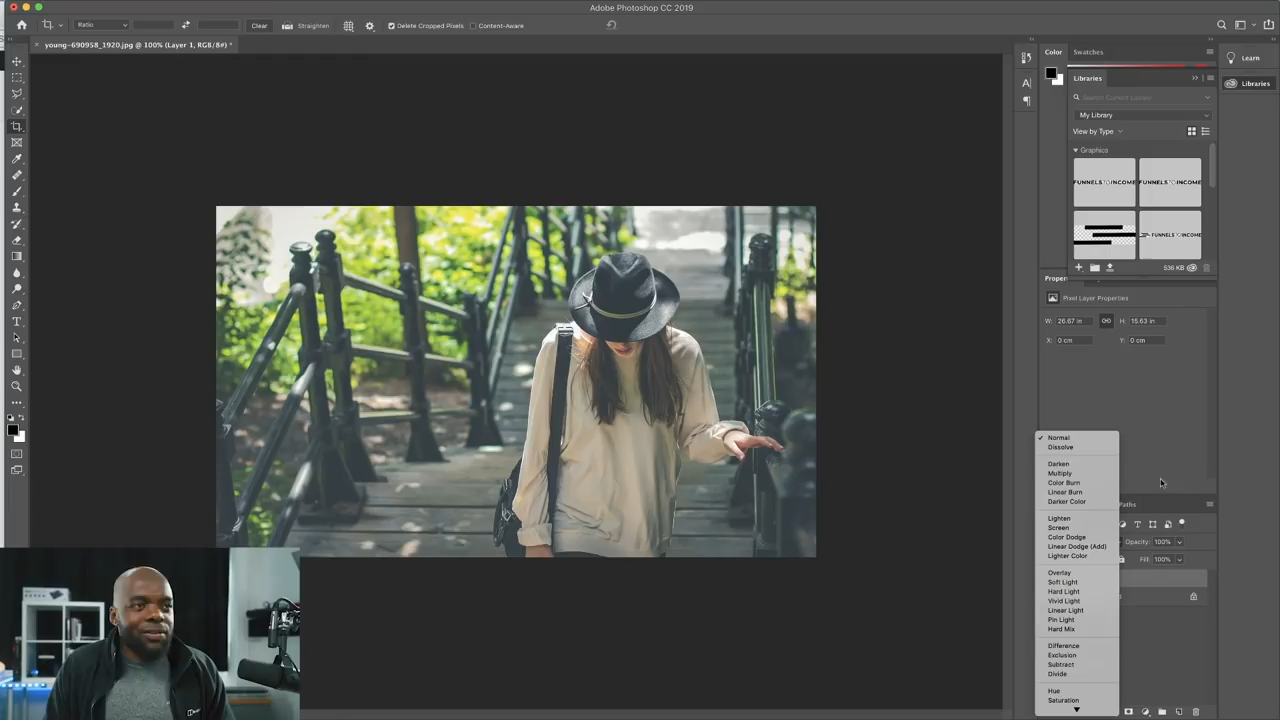 Adobe Photoshop CC 2019
Ratio
Clear
Straighten
Delete Cropped Pixels
Content-Aware
young-690958_1920.jpg @ 100% (Layer 1, RGB/8#) *
Color
Swatches
Learn
Libraries
Libraries
Search Current Library
My Library
View by Type
Graphics
FUNNELS TO INCOME
FUNNELS TO INCOME
FUNNELS TO INCOME
536 KB
Proper
Pixel Layer Properties
W: 26.67 in
H: 15.63 in
X: 0 cm
Y: 0 cm
Normal
Dissolve
Darken
Multiply
Color Burn
Linear Burn
Darker Color
Lighten
Screen
Color Dodge
Linear Dodge (Add)
Lighter Color
Overlay
Soft Light
Hard Light
Vivid Light
Linear Light
Pin Light
Hard Mix
Difference
Exclusion
Subtract
Divide
Hue
Saturation
Paths
Opacity: 100%
Fill: 100%